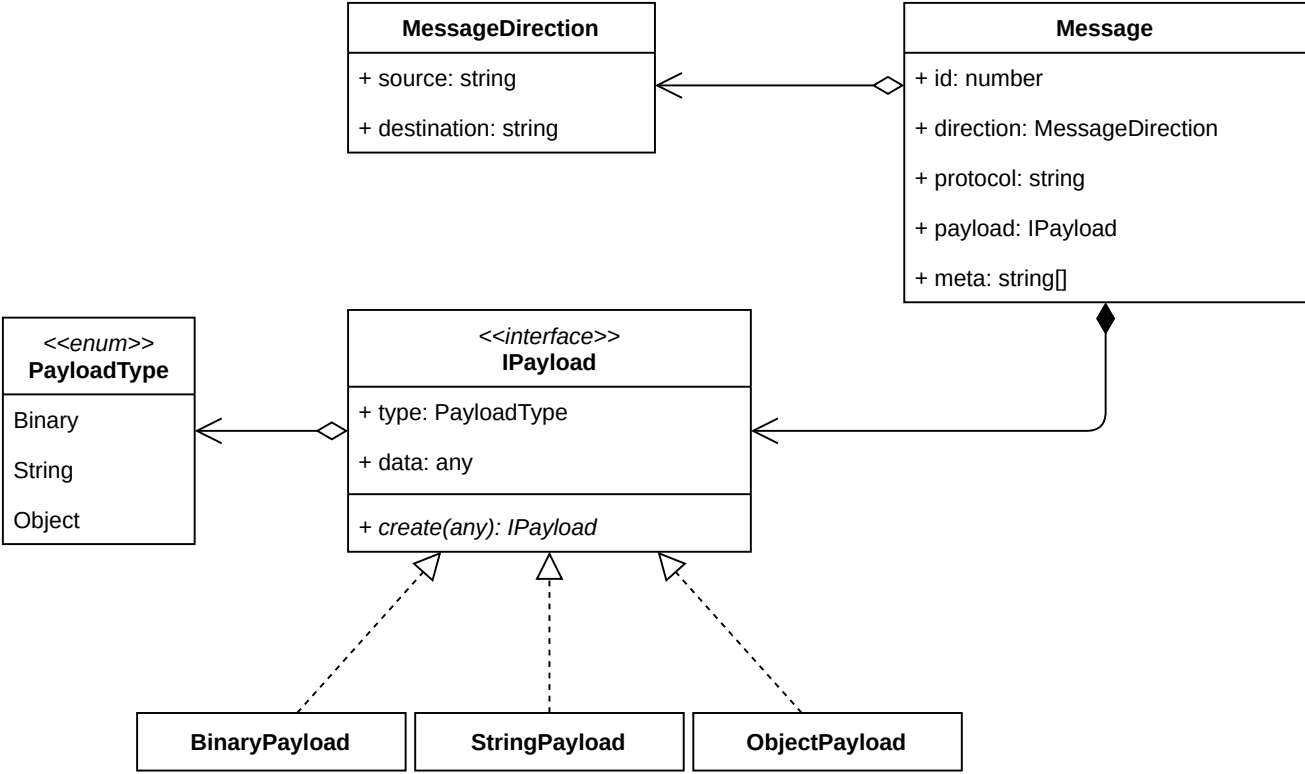 MessageDirection
+ source: string
+ destination: string
Message
+ id: number
+ direction: MessageDirection
+ protocol: string
+ payload: IPayload
+ meta: string[]
<<enum>>
PayloadType
Binary
String
Object
<<interface>>
IPayload
+ type: PayloadType
+ data: any
+ create(any): IPayload
BinaryPayload
StringPayload
ObjectPayload